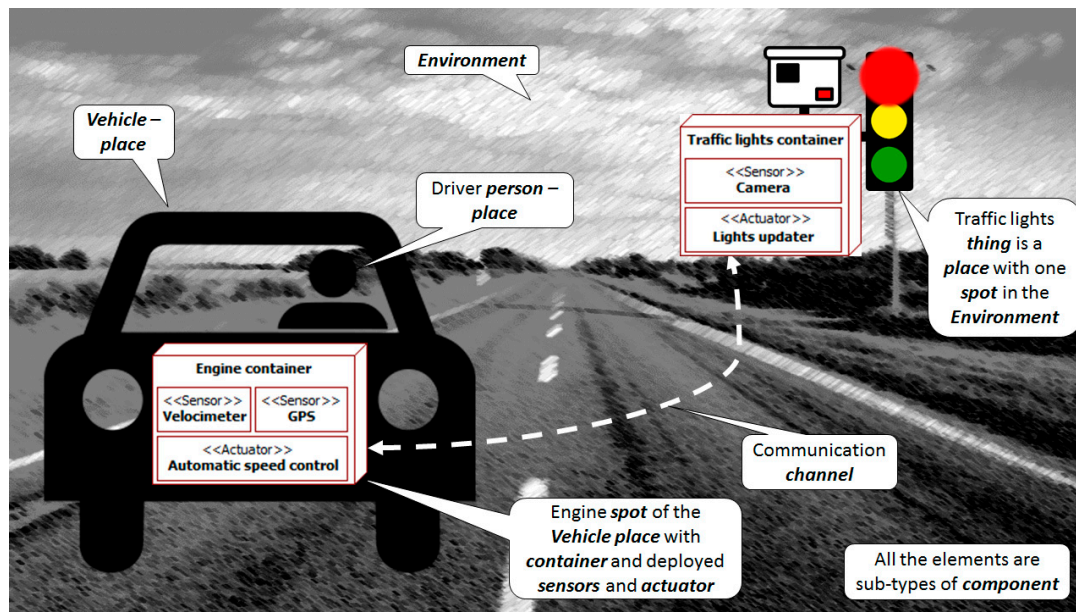 Environment
Vehicle –
place
Driver person –
place
Traffic lights container
<<Sensor>>
Camera
<<Actuator>>
Lights updater
Traffic lights
thing is a
place with one
spot in the
Environment
Engine container
<<Sensor>>
Velocimeter
<<Sensor>>
GPS
<<Actuator>>
Automatic speed control
Communication
channel
Engine spot of the
Vehicle place with
container and deployed
sensors and actuator
All the elements are
sub-types of component